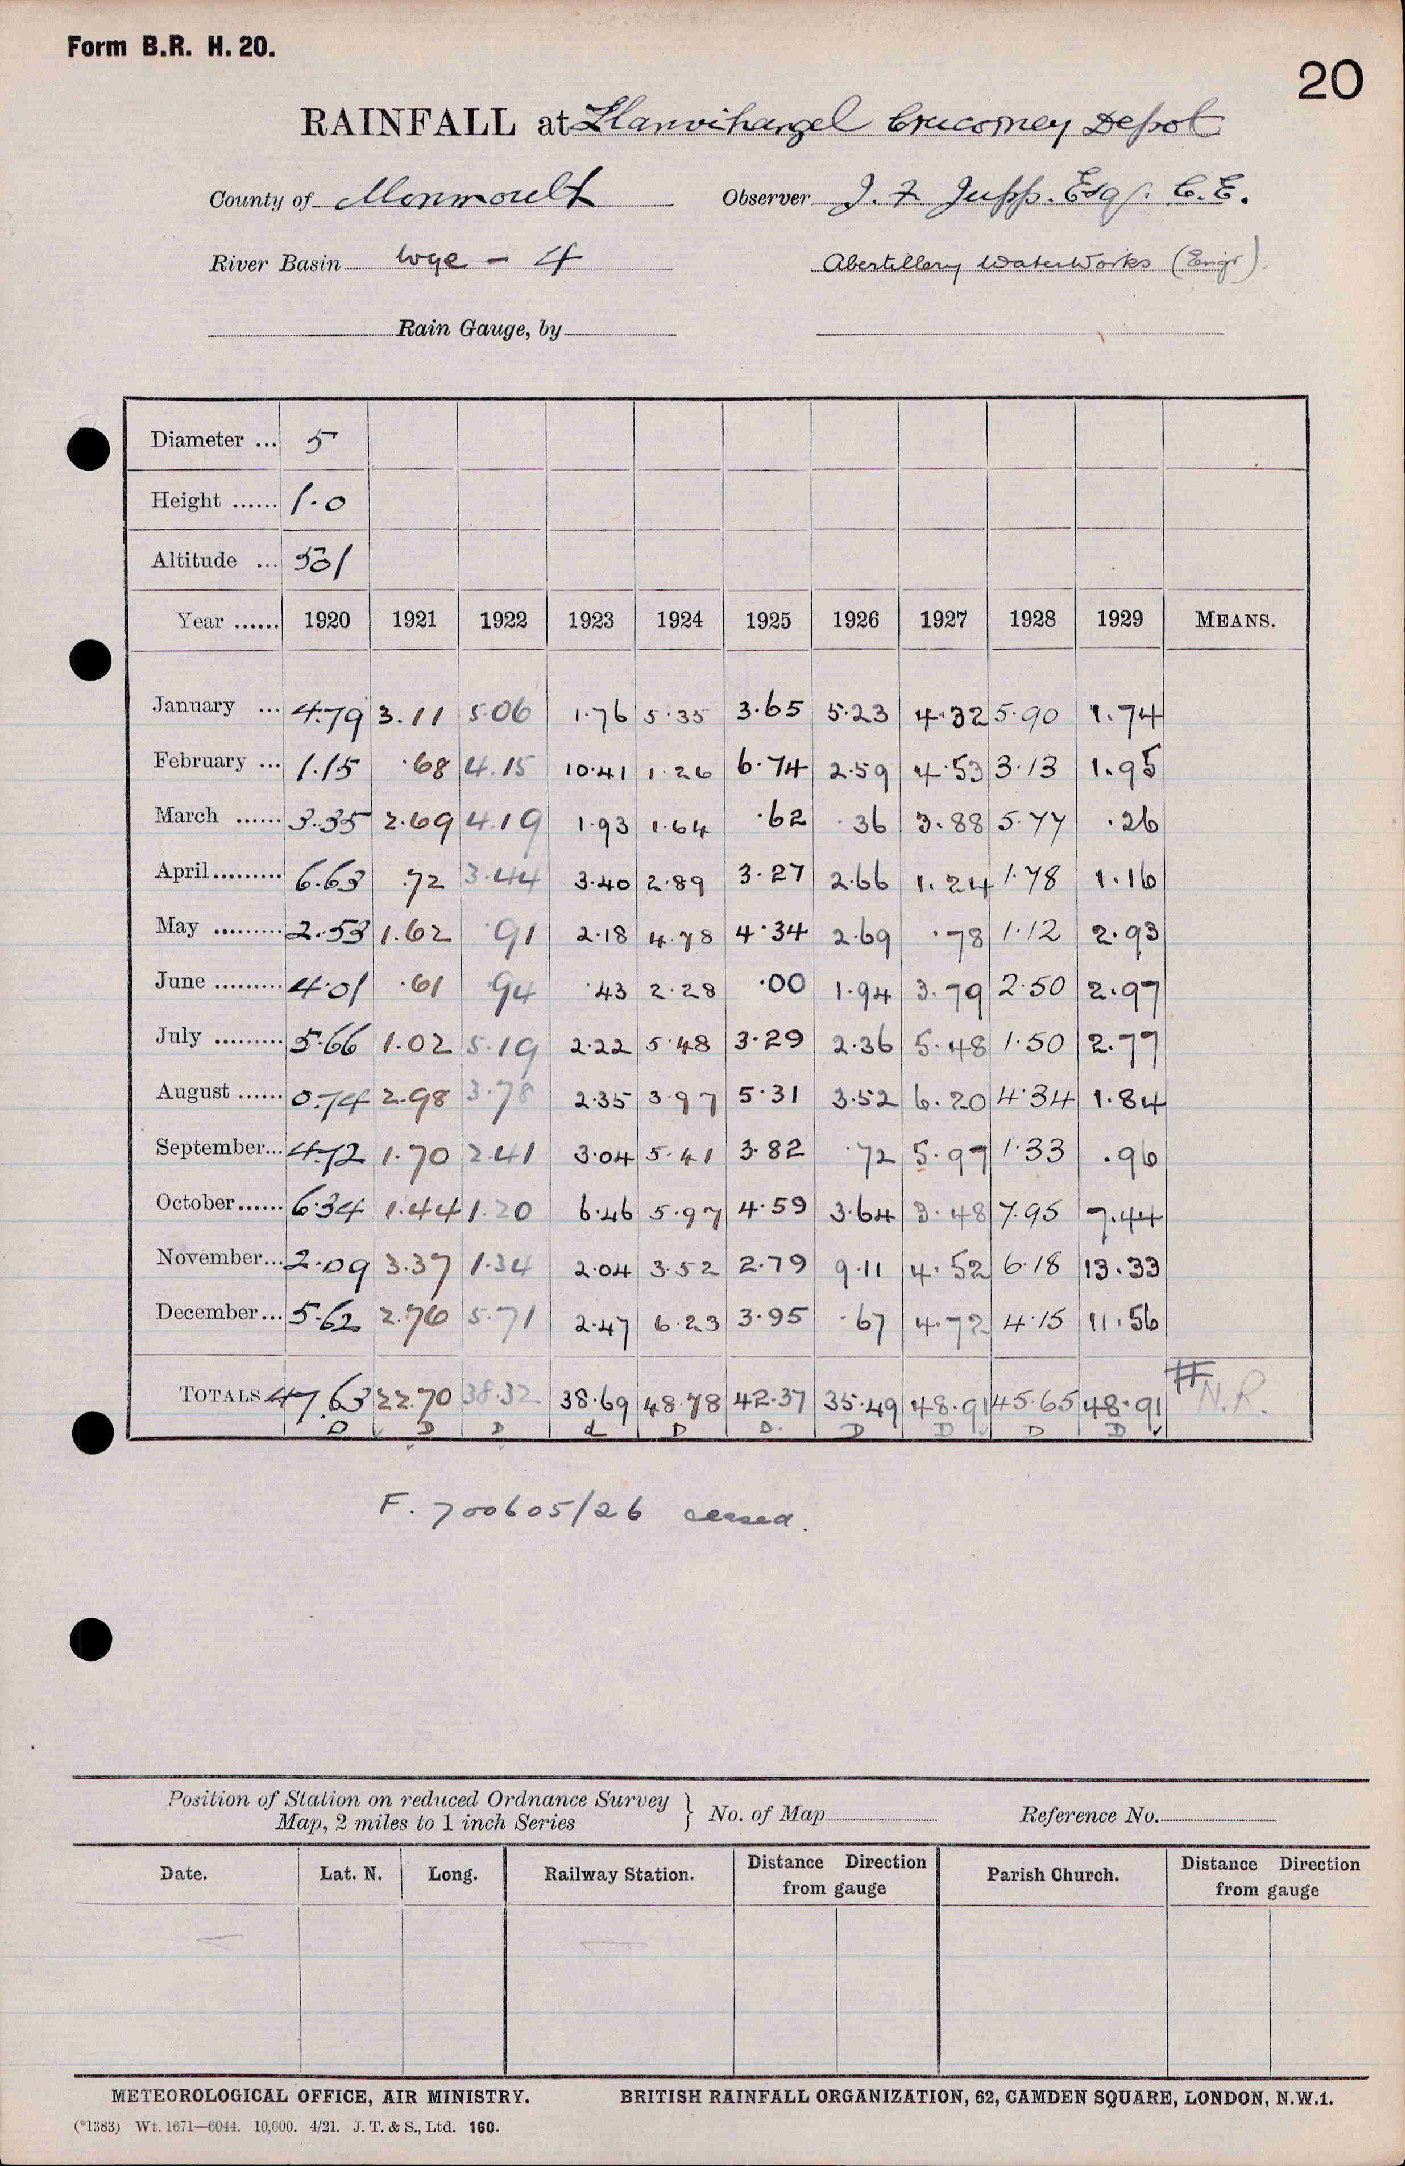 Form B.R. H. 20.
20
RAINFALL at Llanvihangel Crucorney Depot
County of Monmouth Observer J. F. Jupp. Esq. C.E.
River Basin Wye - 4 Abertillery Water Works (Engr).
Rain Gauge, by
Diameter ... 5
Height ...... 1.0
Altitude ... 501
Year ...... 1920 1921 1922 1923 1924 1925 1926 1927 1928 1929 MEANS.
January ... 4.79 3.11 5.06 1.76 5.35 3.65 5.23 4.32 5.90 1.74
February ... 1.15 .68 4.15 10.41 1.26 6.74 2.59 4.53 3.13 1.95
March ...... 3.35 2.69 4.19 1.93 1.64 .62 .36 3.88 5.77 .26
April ......... 6.63 .72 3.44 3.40 2.89 3.27 2.66 1.24 1.78 1.16
May ......... 2.53 1.62 .91 2.18 4.78 4.34 2.69 .78 1.12 2.93
June ......... 4.01 .61 .94 .43 2.28 .00 1.94 3.79 2.50 2.97
July ......... 5.66 1.02 5.19 2.22 5.48 3.29 2.36 5.48 1.50 2.77
August ...... 0.74 2.98 3.78 2.35 3.97 5.31 3.52 6.20 4.34 1.84
September... 4.72 1.70 2.41 3.04 5.41 3.82 .72 5.97 1.33 .96
October...... 6.34 1.44 1.20 6.46 5.97 4.59 3.64 3.48 7.95 7.44
November... 2.09 3.37 1.34 2.04 3.52 2.79 9.11 4.52 6.18 13.33
December... 5.62 2.76 5.71 2.47 6.23 3.95 .67 4.72 4.15 11.56
TOTALS 47.63 22.70 38.32 38.69 48.78 42.37 35.49 48.91 45.65 48.91 # N.R.
D D D d D D. D D D D
F. 700605/26 ceased.
Position of Station on reduced Ordnance Survey
Map, 2 miles to 1 inch Series } No. of Map Reference No.
Date. Lat. N. Long. Railway Station. Distance Direction from gauge Parish Church. Distance Direction from gauge
METEOROLOGICAL OFFICE, AIR MINISTRY. BRITISH RAINFALL ORGANIZATION, 62, CAMDEN SQUARE, LONDON, N.W.1.
(*1383) Wt. 1671—6044. 10,000. 4/21. J. T. & S., Ltd. 160.